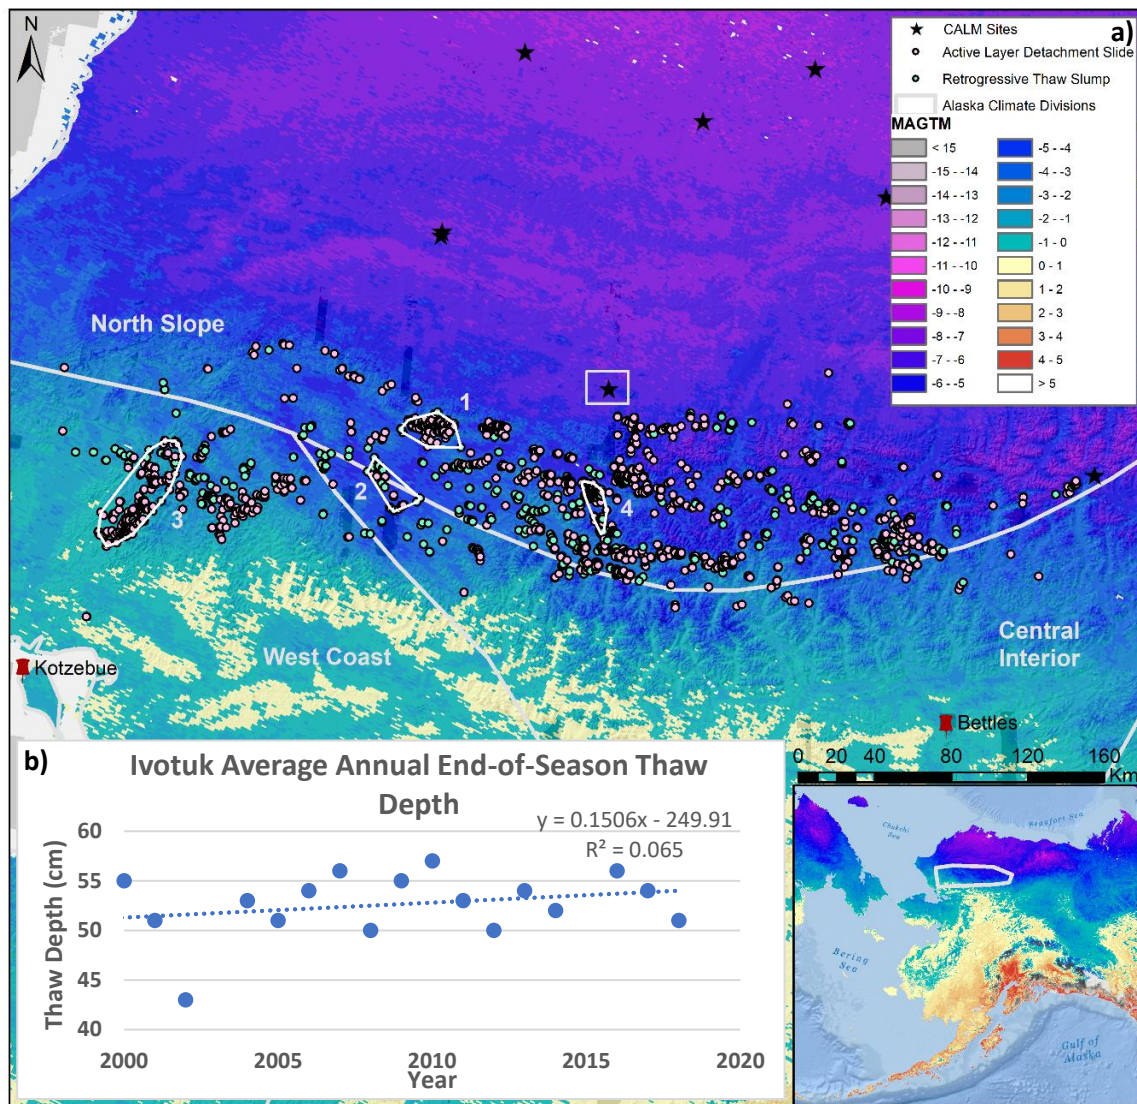 N
a)
CALM Sites
Active Layer Detachment Slide
Retrogressive Thaw Slump
Alaska Climate Divisions
MAGTM
< 15
-15 - -14
-14 - -13
-13 - -12
-12 - -11
-11 - -10
-10 - -9
-9 - -8
-8 - -7
-7 - -6
-6 - -5
-5 - -4
-4 - -3
-3 - -2
-2 - -1
-1 - 0
0 - 1
1 - 2
2 - 3
3 - 4
4 - 5
> 5
North Slope
1
2
3
4
West Coast
Central
Interior
Kotzebue
Bettles
0 20 40 80 120 160
Km
b)
Ivotuk Average Annual End-of-Season Thaw
Depth
y = 0.1506x - 249.91
R² = 0.065
Thaw Depth (cm)
60
55
50
45
40
2000 2005 2010 2015 2020
Year
Chukchi
Sea
Beaufort Sea
Bering
Sea
Gulf of
Alaska